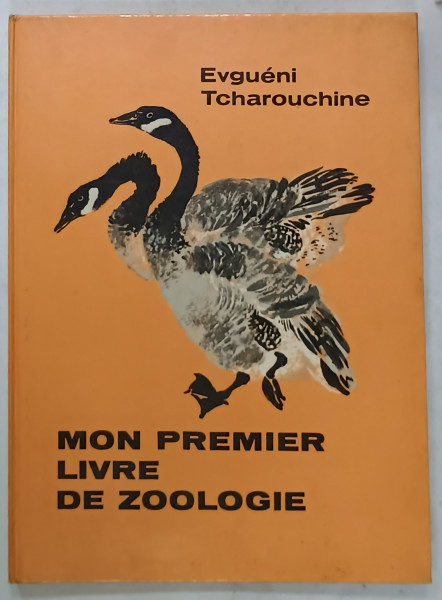 Evguéni
Tcharouchine
MON PREMIER
LIVRE
DE ZOOLOGIE